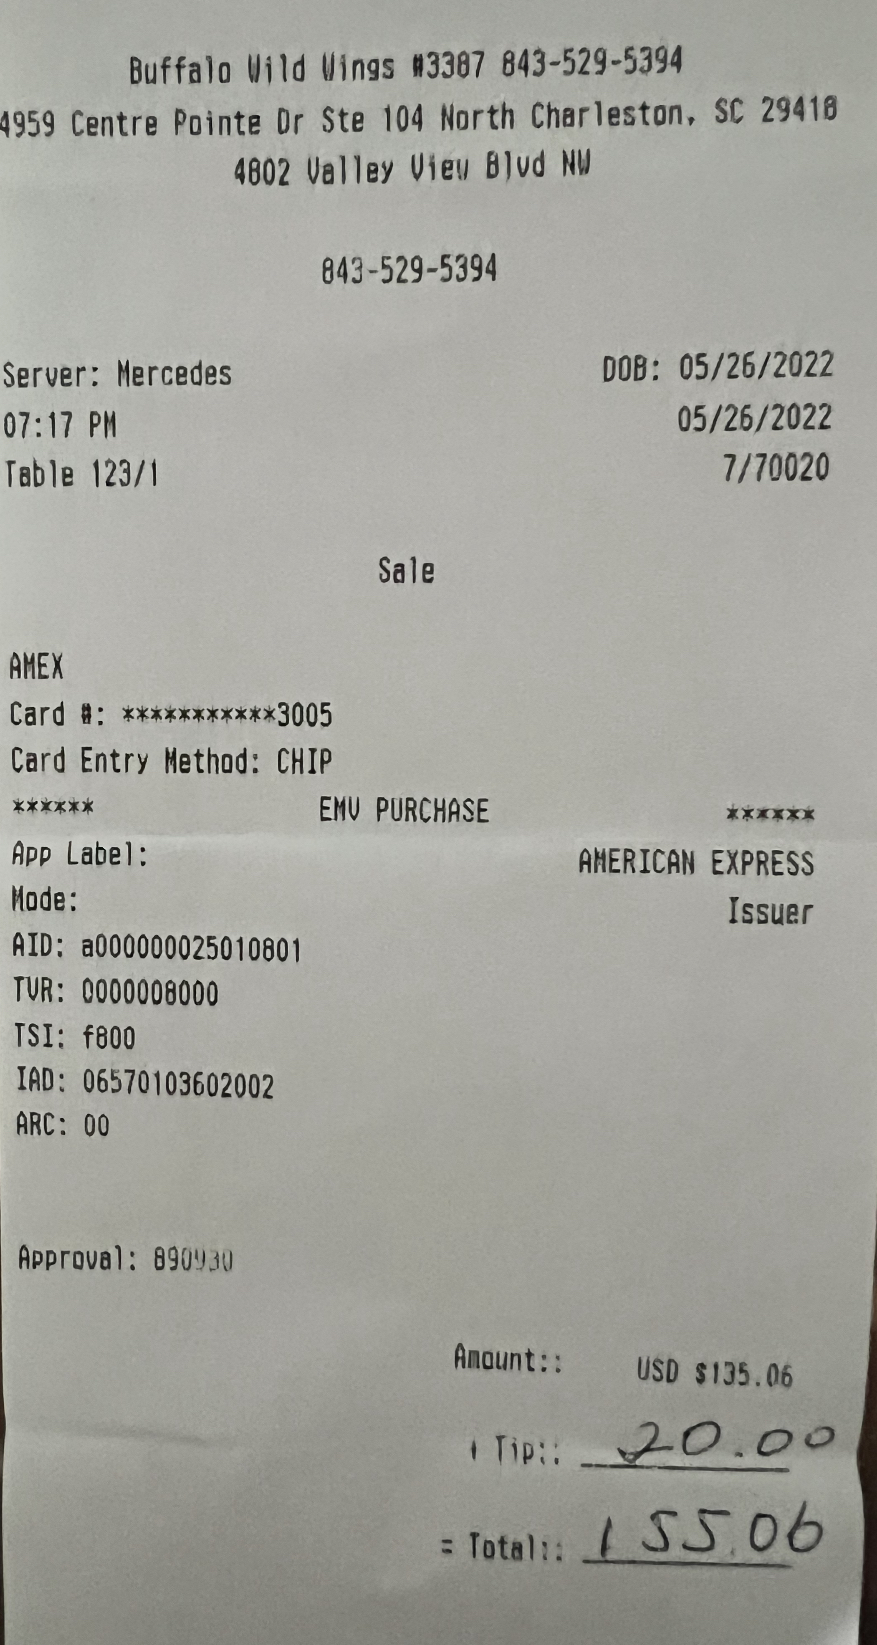 Buffalo Wild Wings #3387 843-529-5394
4959 Centre Pointe Dr Ste 104 North Charleston, SC 29418
4802 Valley View Blvd NW
843-529-5394
Server: Mercedes DOB: 05/26/2022
07:17 PM 05/26/2022
Table 123/1 7/70020
Sale
AMEX
Card #: ***********3005
Card Entry Method: CHIP
****** EMV PURCHASE ******
App Label: AMERICAN EXPRESS
Mode: Issuer
AID: a000000025010801
TVR: 0000008000
TSI: f800
IAD: 06570103602002
ARC: 00
Approval: 890930
Amount:: USD $135.06
+ Tip:: 20.00
= Total:: 155.06